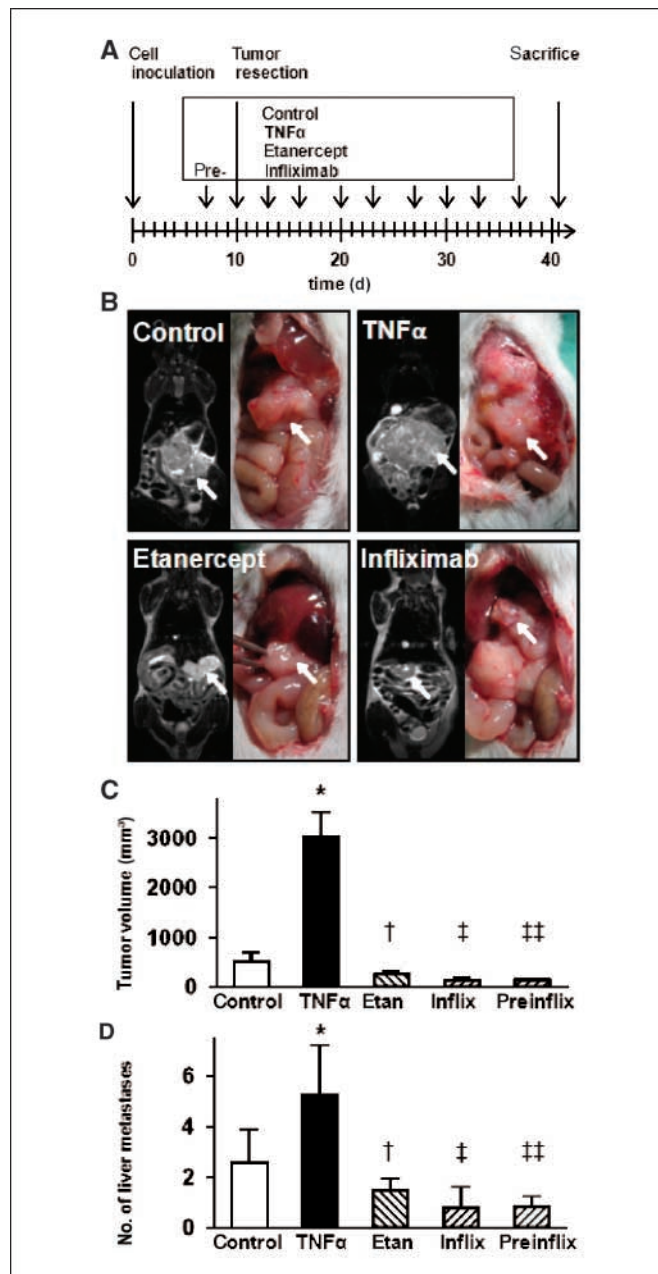 A
Cell Tumor Sacrifice
inoculation resection
Control
TNFα
Etanercept
Pre- Infliximab
0 10 20 30 40
time (d)
B
Control TNFα
Etanercept Infliximab
C
*
3000
2000
† ‡ ‡‡
1000
0
Tumor volume (mm³)
Control TNFα Etan Inflix Preinflix
D
*
6
4
† ‡ ‡‡
2
0
No. of liver metastases
Control TNFα Etan Inflix Preinflix